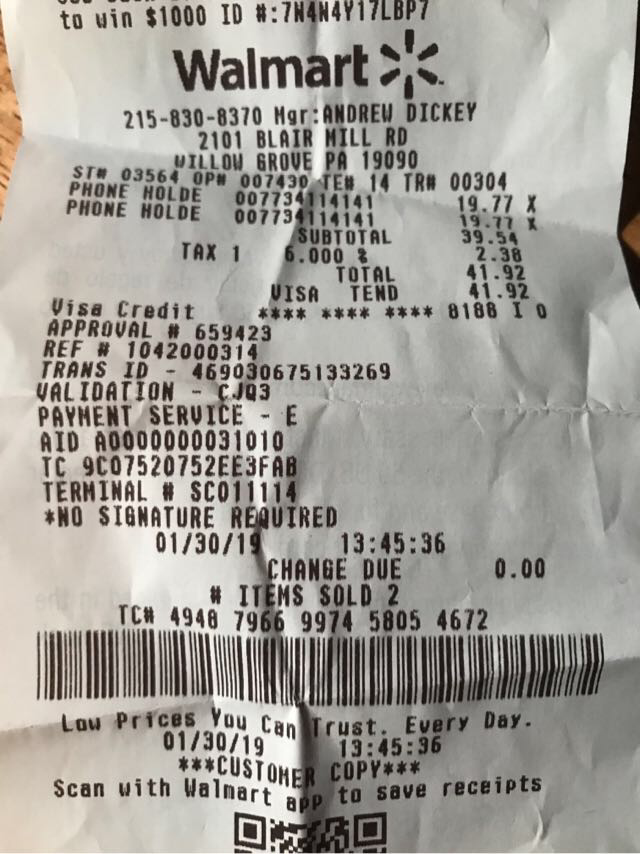 to win $1000 ID #:7N4N4Y17LBP7
Walmart
215-830-8370 Mgr:ANDREW DICKEY
2101 BLAIR MILL RD
WILLOW GROVE PA 19090
ST# 03564 OP# 007430 TE# 14 TR# 00304
PHONE HOLDE 007734114141 19.77 X
PHONE HOLDE 007734114141 19.77 X
SUBTOTAL 39.54
TAX 1 6.000 % 2.38
TOTAL 41.92
VISA TEND 41.92
Visa Credit **** **** **** 8188 I 0
APPROVAL # 659423
REF # 1042000314
TRANS ID - 469030675133269
VALIDATION - CJQ3
PAYMENT SERVICE - E
AID A0000000031010
TC 9C07520752EE3FAB
TERMINAL # SC011114
*NO SIGNATURE REQUIRED
01/30/19 13:45:36
CHANGE DUE 0.00
# ITEMS SOLD 2
TC# 4948 7966 9974 5805 4672
Low Prices You Can Trust. Every Day.
01/30/19 13:45:36
***CUSTOMER COPY***
Scan with Walmart app to save receipts